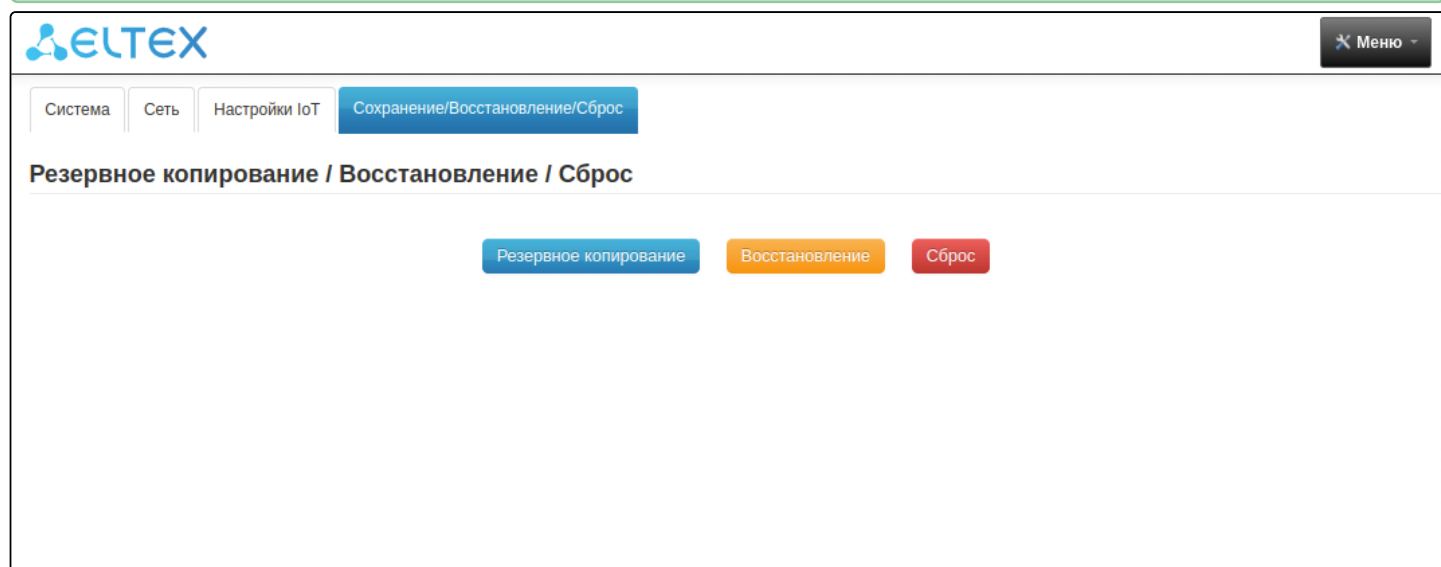 ELTEX
Меню
Система Сеть Настройки IoT Сохранение/Восстановление/Сброс
Резервное копирование / Восстановление / Сброс
Резервное копирование Восстановление Сброс